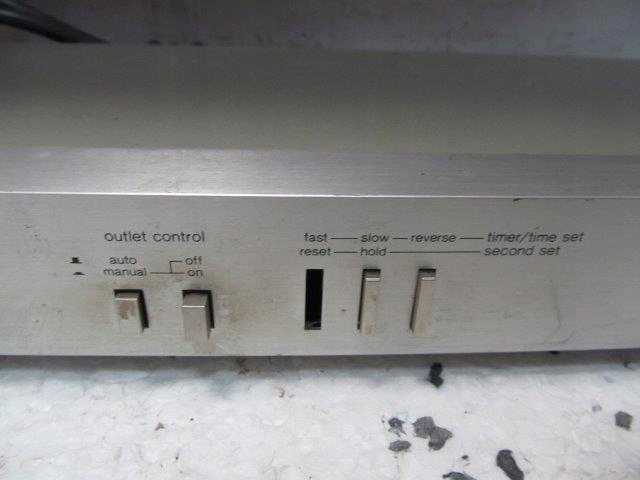 outlet control
auto off
manual on
fast slow reverse timer/time set
reset hold second set